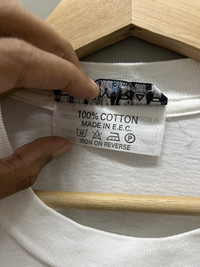 100% COTTON
MADE IN E.E.C.
IRON ON REVERSE